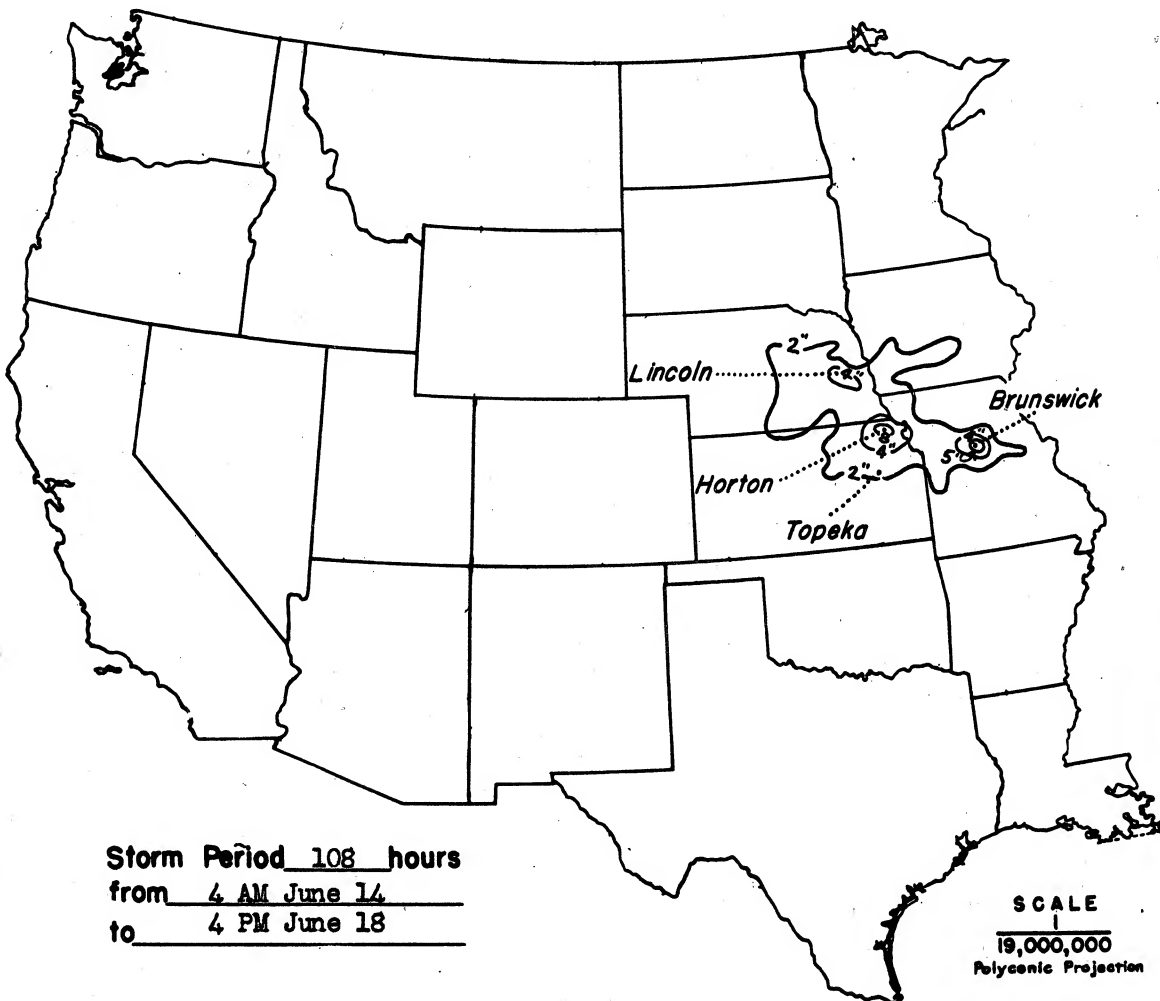 2"
Lincoln
4"
Brunswick
4"
5"
Horton
2"
Topeka
Storm Period 108 hours
from 4 AM June 14
to 4 PM June 18
SCALE
1
19,000,000
Polyconic Projection